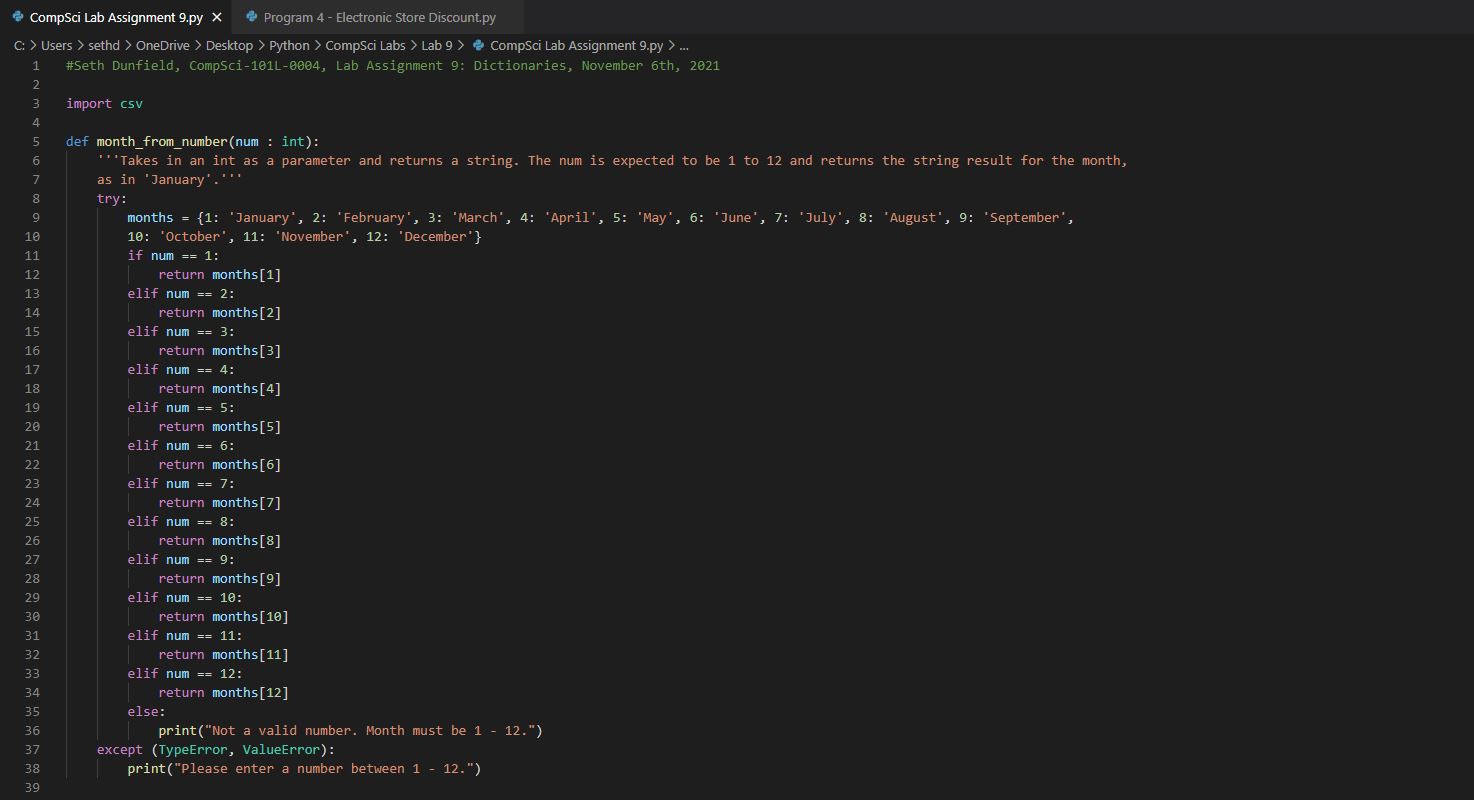 CompSci Lab Assignment 9.py × Program 4 - Electronic Store Discount.py
C: > Users > sethd > OneDrive > Desktop > Python > CompSci Labs > Lab 9 > CompSci Lab Assignment 9.py > ...
1 #Seth Dunfield, CompSci-101L-0004, Lab Assignment 9: Dictionaries, November 6th, 2021
2
3 import csv
4
5 def month_from_number(num : int):
6     '''Takes in an int as a parameter and returns a string. The num is expected to be 1 to 12 and returns the string result for the month,
7     as in 'January'.'''
8     try:
9         months = {1: 'January', 2: 'February', 3: 'March', 4: 'April', 5: 'May', 6: 'June', 7: 'July', 8: 'August', 9: 'September',
10         10: 'October', 11: 'November', 12: 'December'}
11         if num == 1:
12             return months[1]
13         elif num == 2:
14             return months[2]
15         elif num == 3:
16             return months[3]
17         elif num == 4:
18             return months[4]
19         elif num == 5:
20             return months[5]
21         elif num == 6:
22             return months[6]
23         elif num == 7:
24             return months[7]
25         elif num == 8:
26             return months[8]
27         elif num == 9:
28             return months[9]
29         elif num == 10:
30             return months[10]
31         elif num == 11:
32             return months[11]
33         elif num == 12:
34             return months[12]
35         else:
36             print("Not a valid number. Month must be 1 - 12.")
37     except (TypeError, ValueError):
38         print("Please enter a number between 1 - 12.")
39